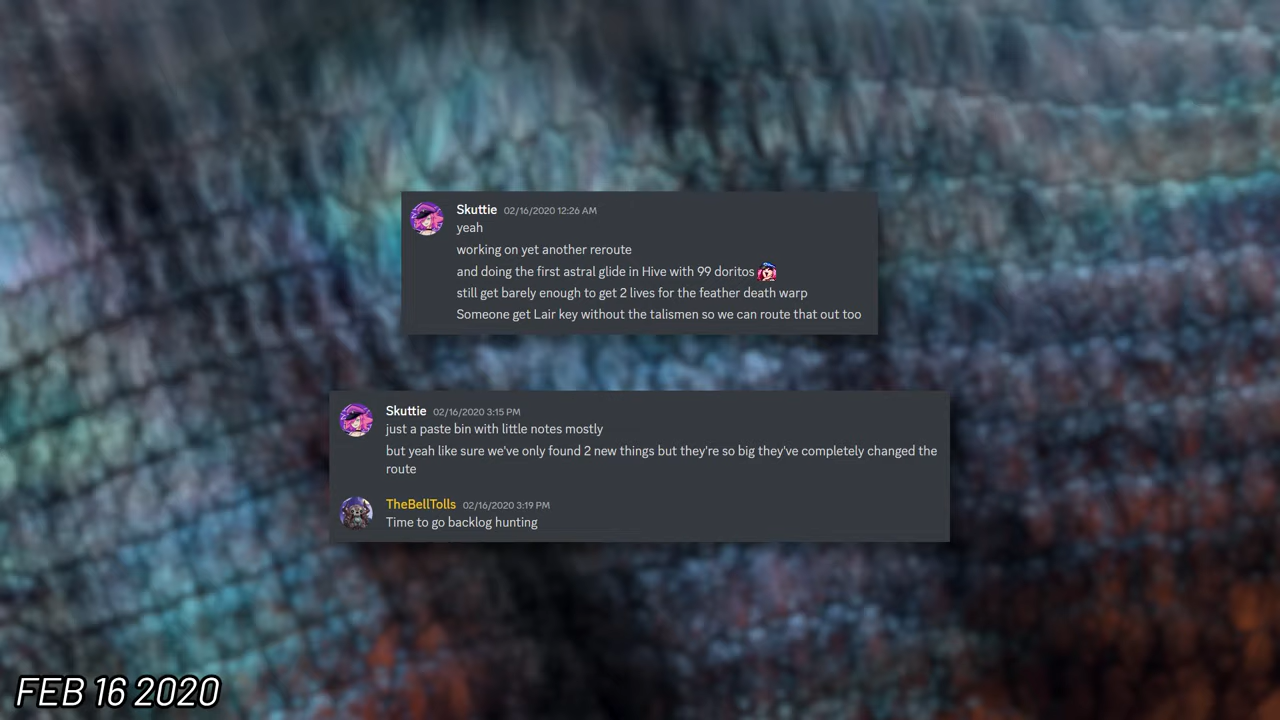 Skuttie 02/16/2020 12:26 AM
yeah
working on yet another reroute
and doing the first astral glide in Hive with 99 doritos
still get barely enough to get 2 lives for the feather death warp
Someone get Lair key without the talismen so we can route that out too
Skuttie 02/16/2020 3:15 PM
just a paste bin with little notes mostly
but yeah like sure we've only found 2 new things but they're so big they've completely changed the
route
TheBellTolls 02/16/2020 3:19 PM
Time to go backlog hunting
FEB 16 2020